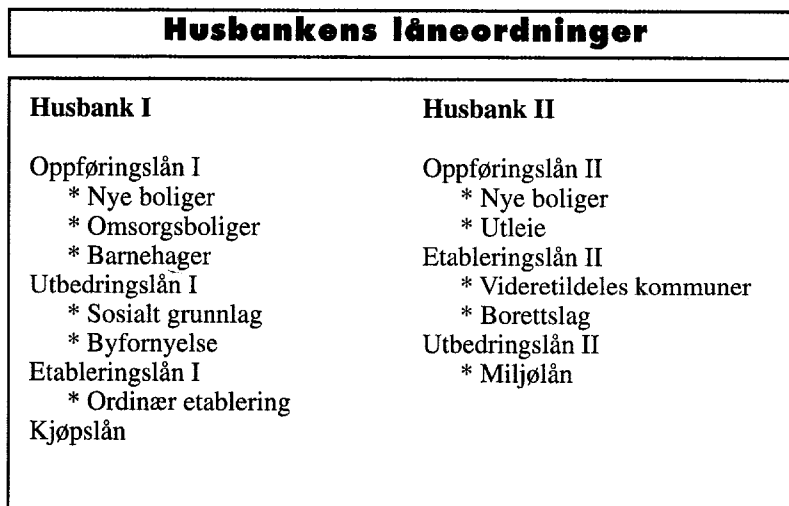 Husbankens låneordninger
Husbank I
Oppføringslån I
* Nye boliger
* Omsorgsboliger
* Barnehager
Utbedringslån I
* Sosialt grunnlag
* Byfornyelse
Etableringslån I
* Ordinær etablering
Kjøpslån
Husbank II
Oppføringslån II
* Nye boliger
* Utleie
Etableringslån II
* Videretildeles kommuner
* Borettslag
Utbedringslån II
* Miljølån